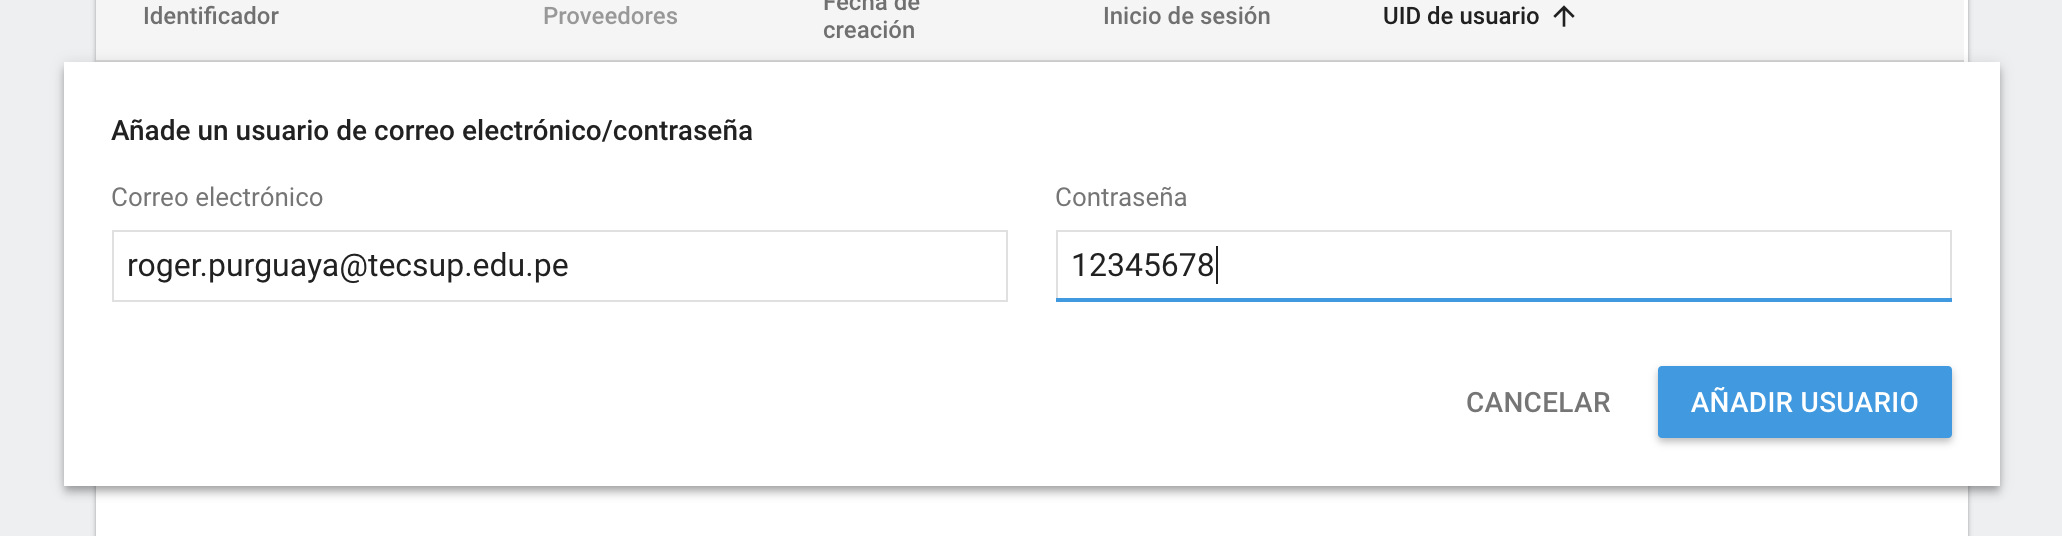 Identificador
Proveedores
Fecha de
creación
Inicio de sesión
UID de usuario
Añade un usuario de correo electrónico/contraseña
Correo electrónico
Contraseña
roger.purguaya@tecsup.edu.pe
12345678
CANCELAR
AÑADIR USUARIO